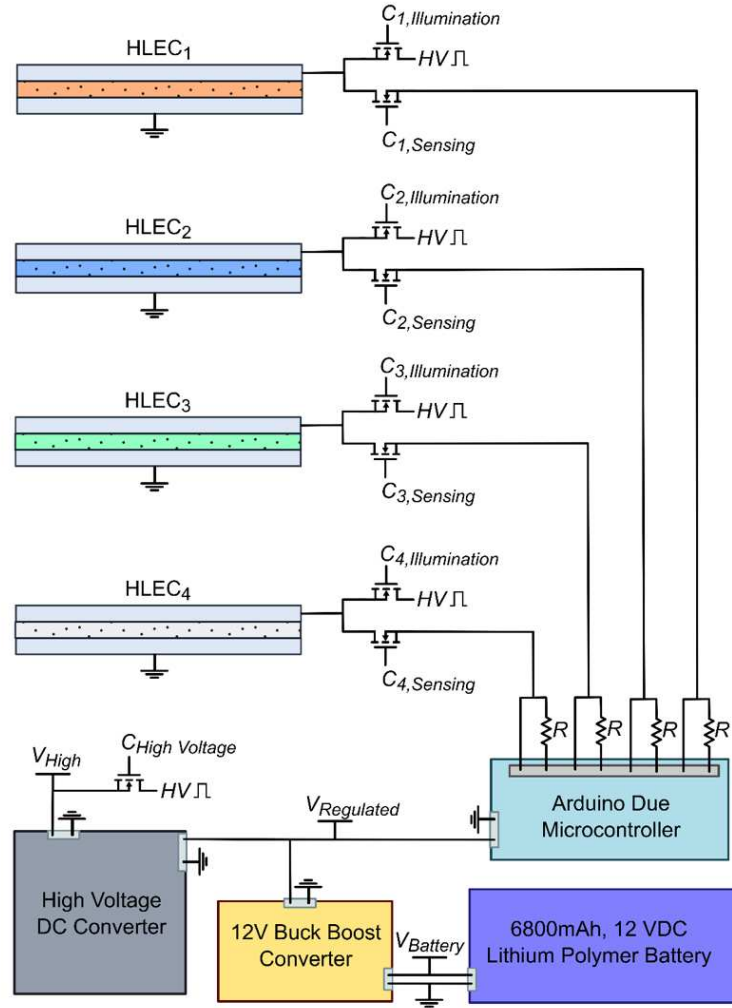 C1,Illumination
HLEC1
HV
C1,Sensing
C2,Illumination
HLEC2
HV
C2,Sensing
C3,Illumination
HLEC3
HV
C3,Sensing
C4,Illumination
HLEC4
HV
C4,Sensing
R R R R
VHigh
CHigh Voltage
HV
VRegulated
Arduino Due
Microcontroller
High Voltage
DC Converter
12V Buck Boost
Converter
VBattery
6800mAh, 12 VDC
Lithium Polymer Battery